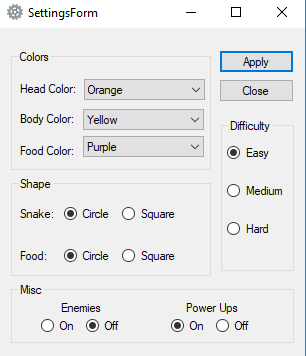 SettingsForm
Colors
Head Color: Orange
Body Color: Yellow
Food Color: Purple
Apply
Close
Difficulty
Easy
Medium
Hard
Shape
Snake: Circle Square
Food: Circle Square
Misc
Enemies Power Ups
On Off On Off